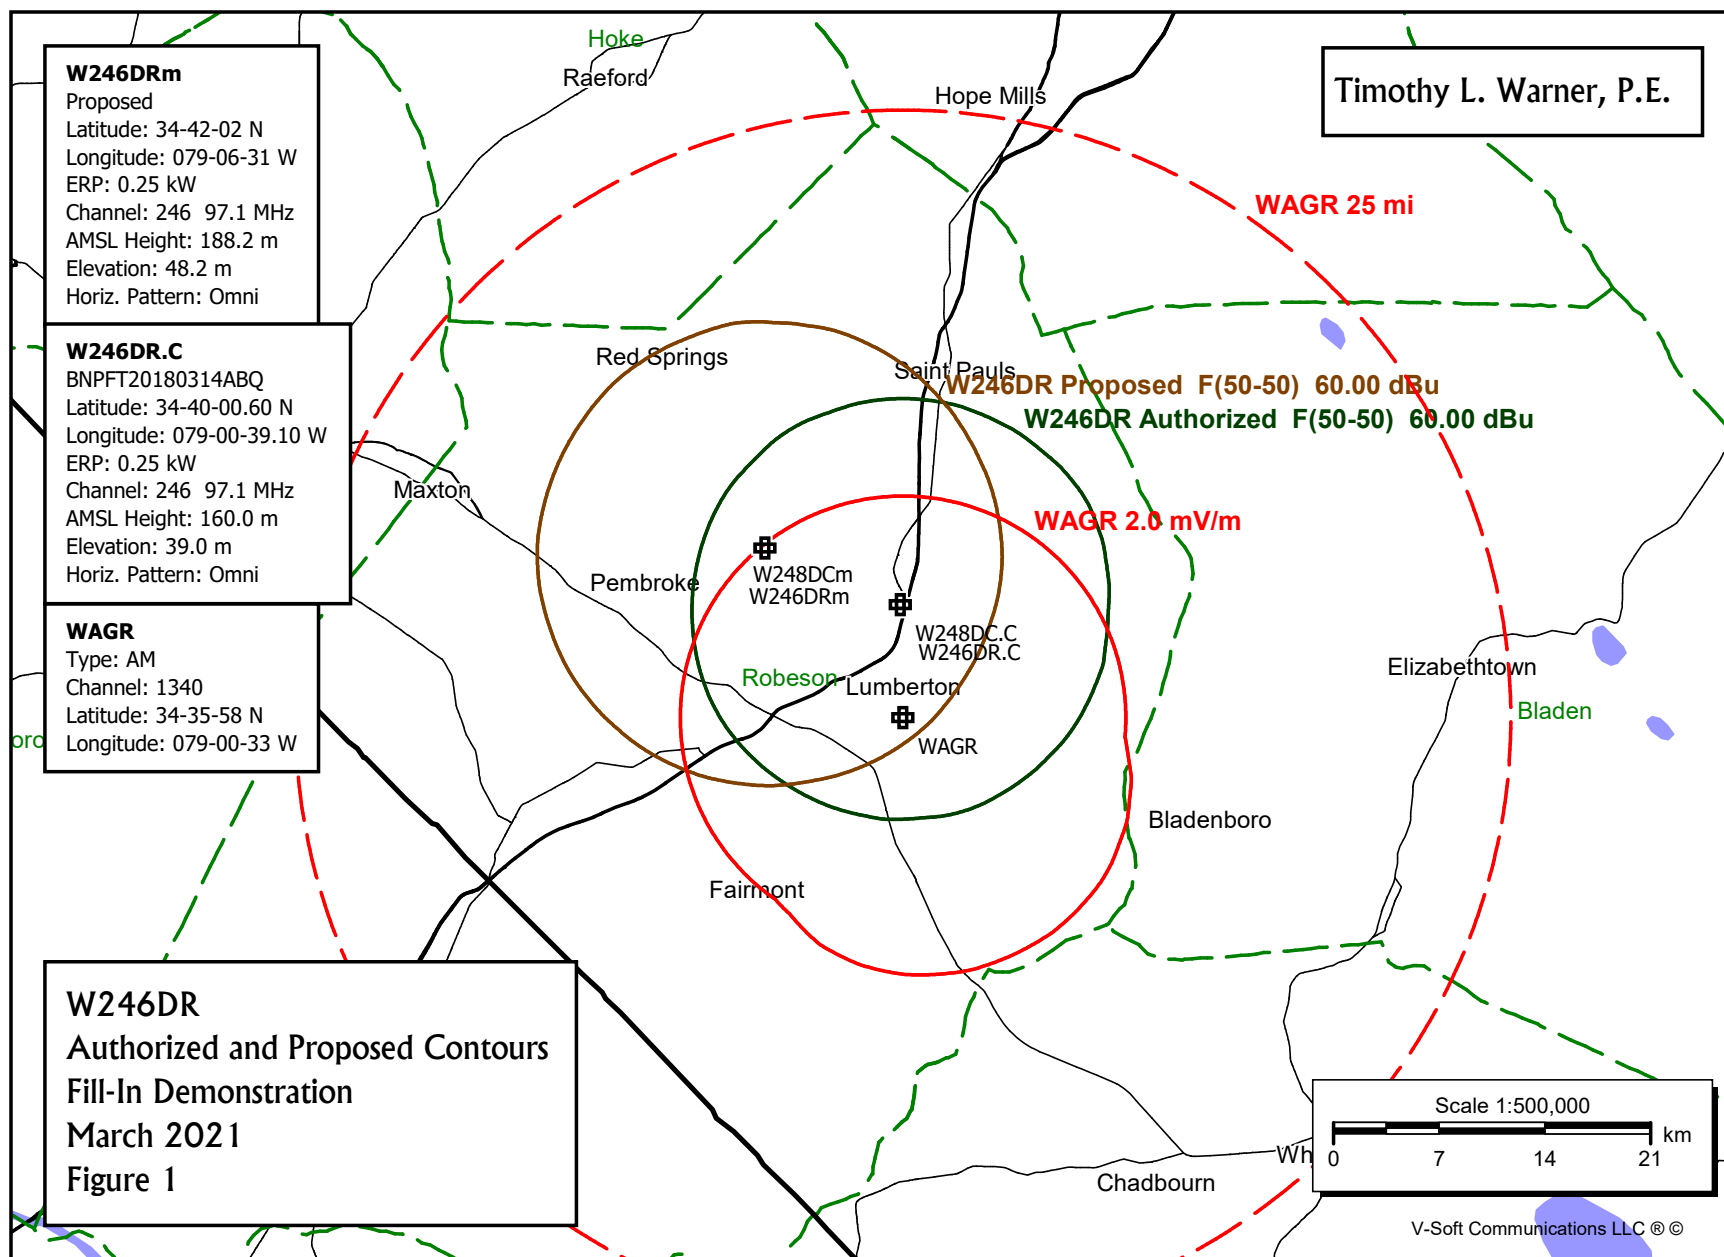 W246DRm
Proposed
Latitude: 34-42-02 N
Longitude: 079-06-31 W
ERP: 0.25 kW
Channel: 246  97.1 MHz
AMSL Height: 188.2 m
Elevation: 48.2 m
Horiz. Pattern: Omni
W246DR.C
BNPFT20180314ABQ
Latitude: 34-40-00.60 N
Longitude: 079-00-39.10 W
ERP: 0.25 kW
Channel: 246  97.1 MHz
AMSL Height: 160.0 m
Elevation: 39.0 m
Horiz. Pattern: Omni
WAGR
Type: AM
Channel: 1340
Latitude: 34-35-58 N
Longitude: 079-00-33 W
Timothy L. Warner, P.E.
Hoke
Raeford
Hope Mills
WAGR 25 mi
Red Springs
Saint Pauls
W246DR Proposed  F(50-50)  60.00 dBu
W246DR Authorized  F(50-50)  60.00 dBu
Maxton
WAGR 2.0 mV/m
Pembroke
W248DCm
W246DRm
W248DC.C
W246DR.C
Robeson
Lumberton
WAGR
Elizabethtown
Bladen
oro
Bladenboro
Fairmont
W246DR
Authorized and Proposed Contours
Fill-In Demonstration
March 2021
Figure 1
Wh
Chadbourn
Scale 1:500,000
km
0 7 14 21
V-Soft Communications LLC ® ©